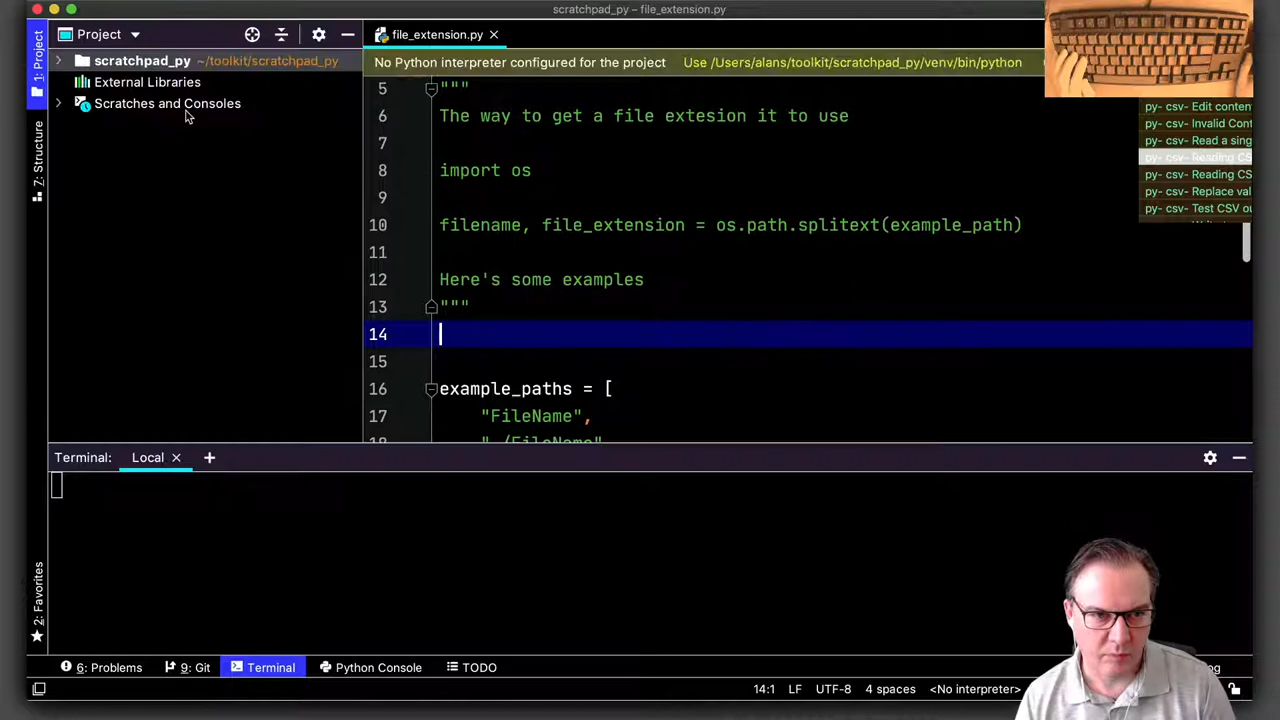 scratchpad_py – file_extension.py
1: Project
Project
file_extension.py
scratchpad_py ~/toolkit/scratchpad_py
External Libraries
Scratches and Consoles
7: Structure
No Python interpreter configured for the project Use /Users/alans/toolkit/scratchpad_py/venv/bin/python
5 """
6 The way to get a file extesion it to use
7
8 import os
9
10 filename, file_extension = os.path.splitext(example_path)
11
12 Here's some examples
13 """
14
15
16 example_paths = [
17 "FileName",
18 "./FileName"
py- csv- Edit conten
py- csv- Invalid Cont
py- csv- Read a sing
py- csv- Reading CS
py- csv- Reading CS
py- csv- Replace val
py- csv- Test CSV ou
Terminal: Local +
2: Favorites
6: Problems 9: Git Terminal Python Console TODO
14:1 LF UTF-8 4 spaces <No interpreter>